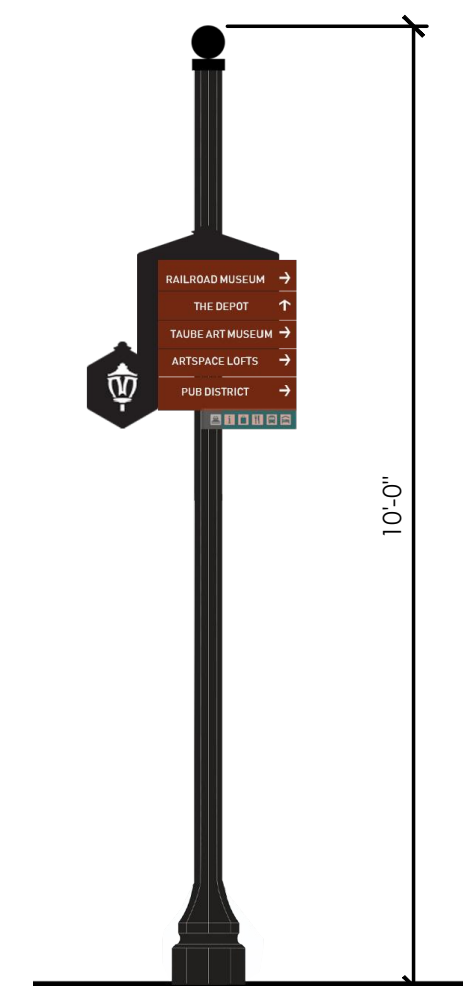 RAILROAD MUSEUM →
THE DEPOT ↑
TAUBE ART MUSEUM →
ARTSPACE LOFTS →
PUB DISTRICT →
10'-0"